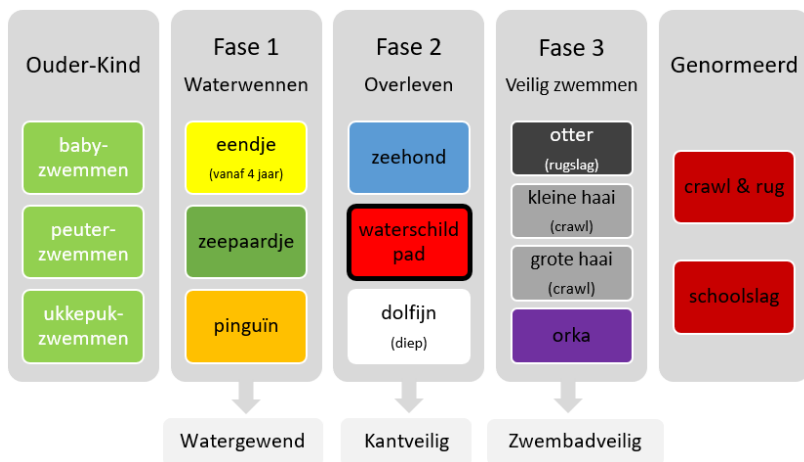 Ouder-Kind
baby-
zwemmen
peuter-
zwemmen
ukkepuk-
zwemmen
Fase 1
Waterwennen
eendje
(vanaf 4 jaar)
zeepaardje
pinguïn
Watergewend
Fase 2
Overleven
zeehond
waterschild
pad
dolfijn
(diep)
Kantveilig
Fase 3
Veilig zwemmen
otter
(rugslag)
kleine haai
(crawl)
grote haai
(crawl)
orka
Zwembadveilig
Genormeerd
crawl & rug
schoolslag